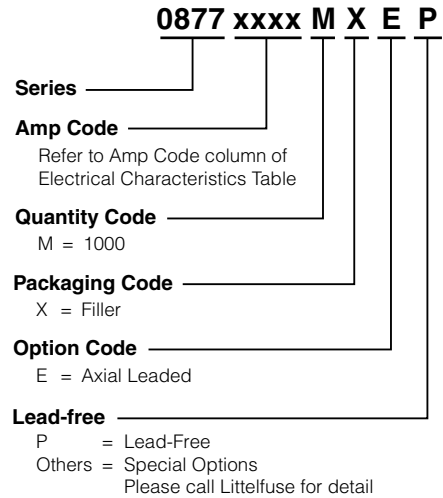 0877 xxxx M X E P
Series
Amp Code
Refer to Amp Code column of
Electrical Characteristics Table
Quantity Code
M = 1000
Packaging Code
X = Filler
Option Code
E = Axial Leaded
Lead-free
P = Lead-Free
Others = Special Options
Please call Littelfuse for detail